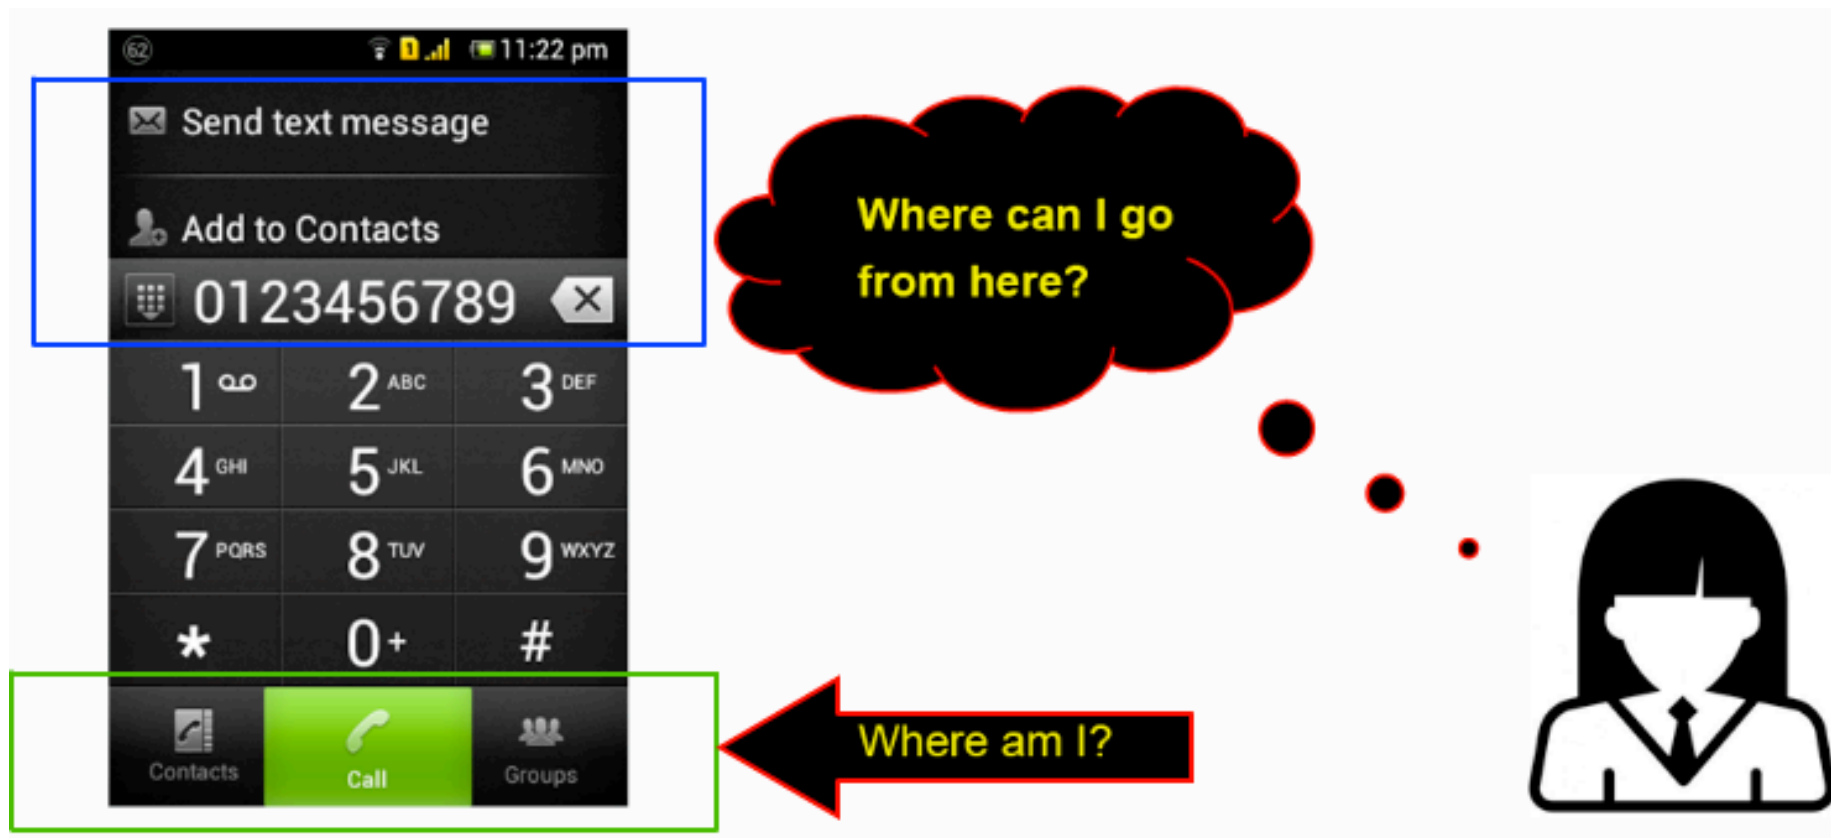 62 1 11:22 pm
Send text message
Add to Contacts
0123456789
Where can I go
from here?
1 2 ABC 3 DEF
4 GHI 5 JKL 6 MNO
7 PQRS 8 TUV 9 WXYZ
* 0 + #
Contacts Call Groups
Where am I?